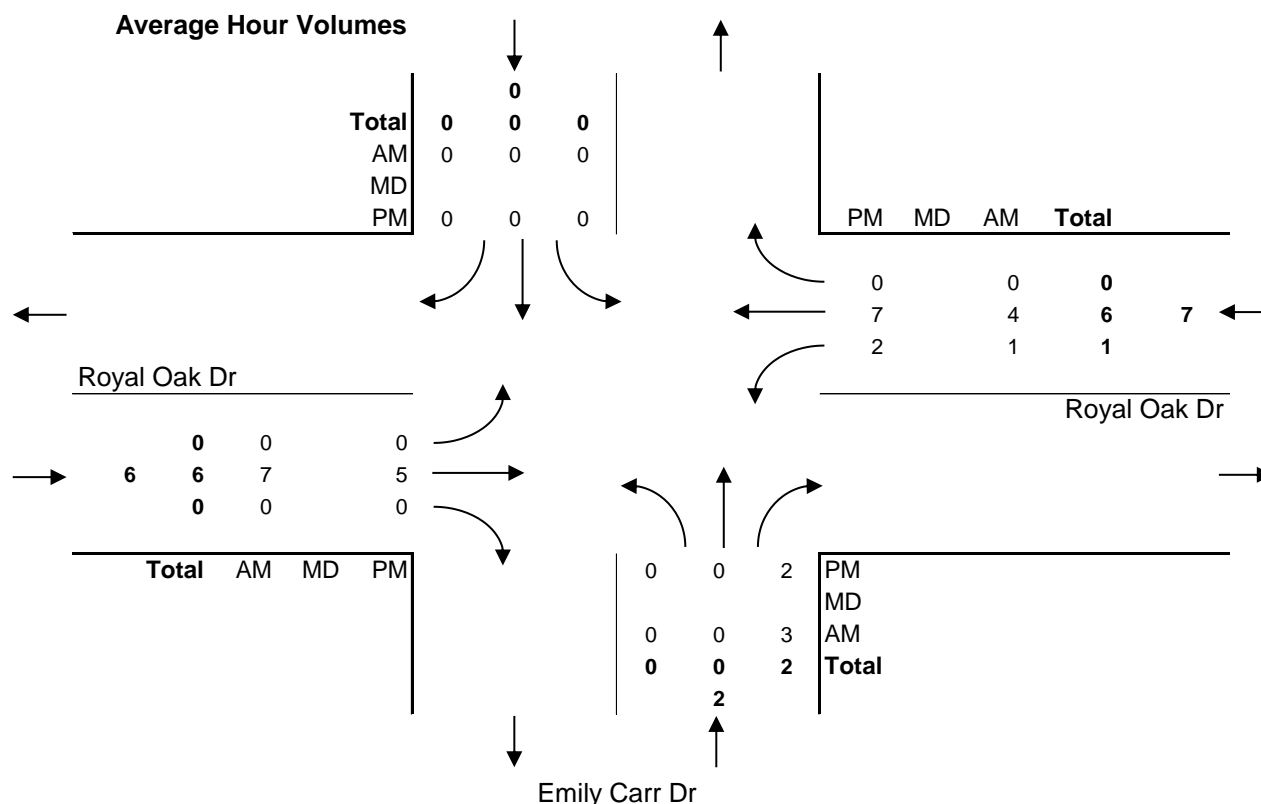 Average Hour Volumes
0
Total 0 0 0
AM 0 0 0
MD
PM 0 0 0
PM MD AM Total
0 0 0
7 4 6 7
2 1 1
Royal Oak Dr
Royal Oak Dr
0 0 0
6 6 7 5
0 0 0
Total AM MD PM
0 0 2 PM
MD
0 0 3 AM
0 0 2 Total
2
Emily Carr Dr